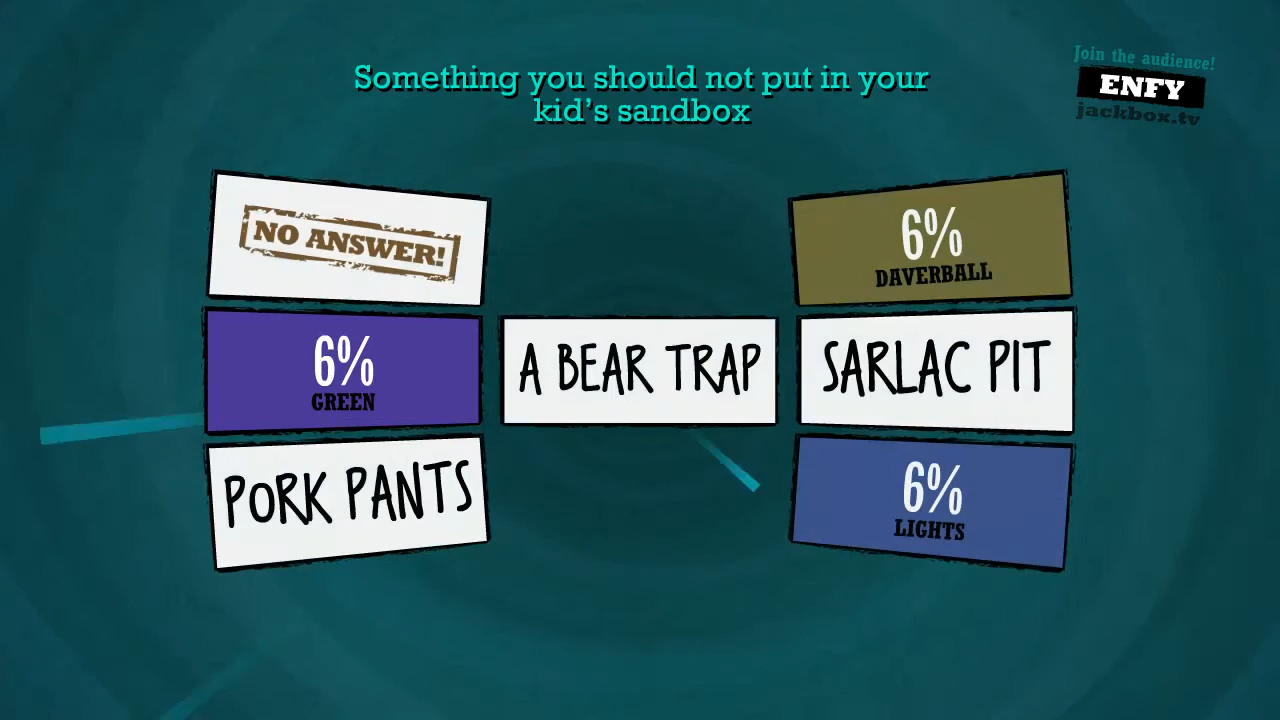 Something you should not put in your
kid's sandbox
Join the audience!
ENFY
jackbox.tv
NO ANSWER!
6%
DAVERBALL
6%
GREEN
A BEAR TRAP
SARLAC PIT
PORK PANTS
6%
LIGHTS